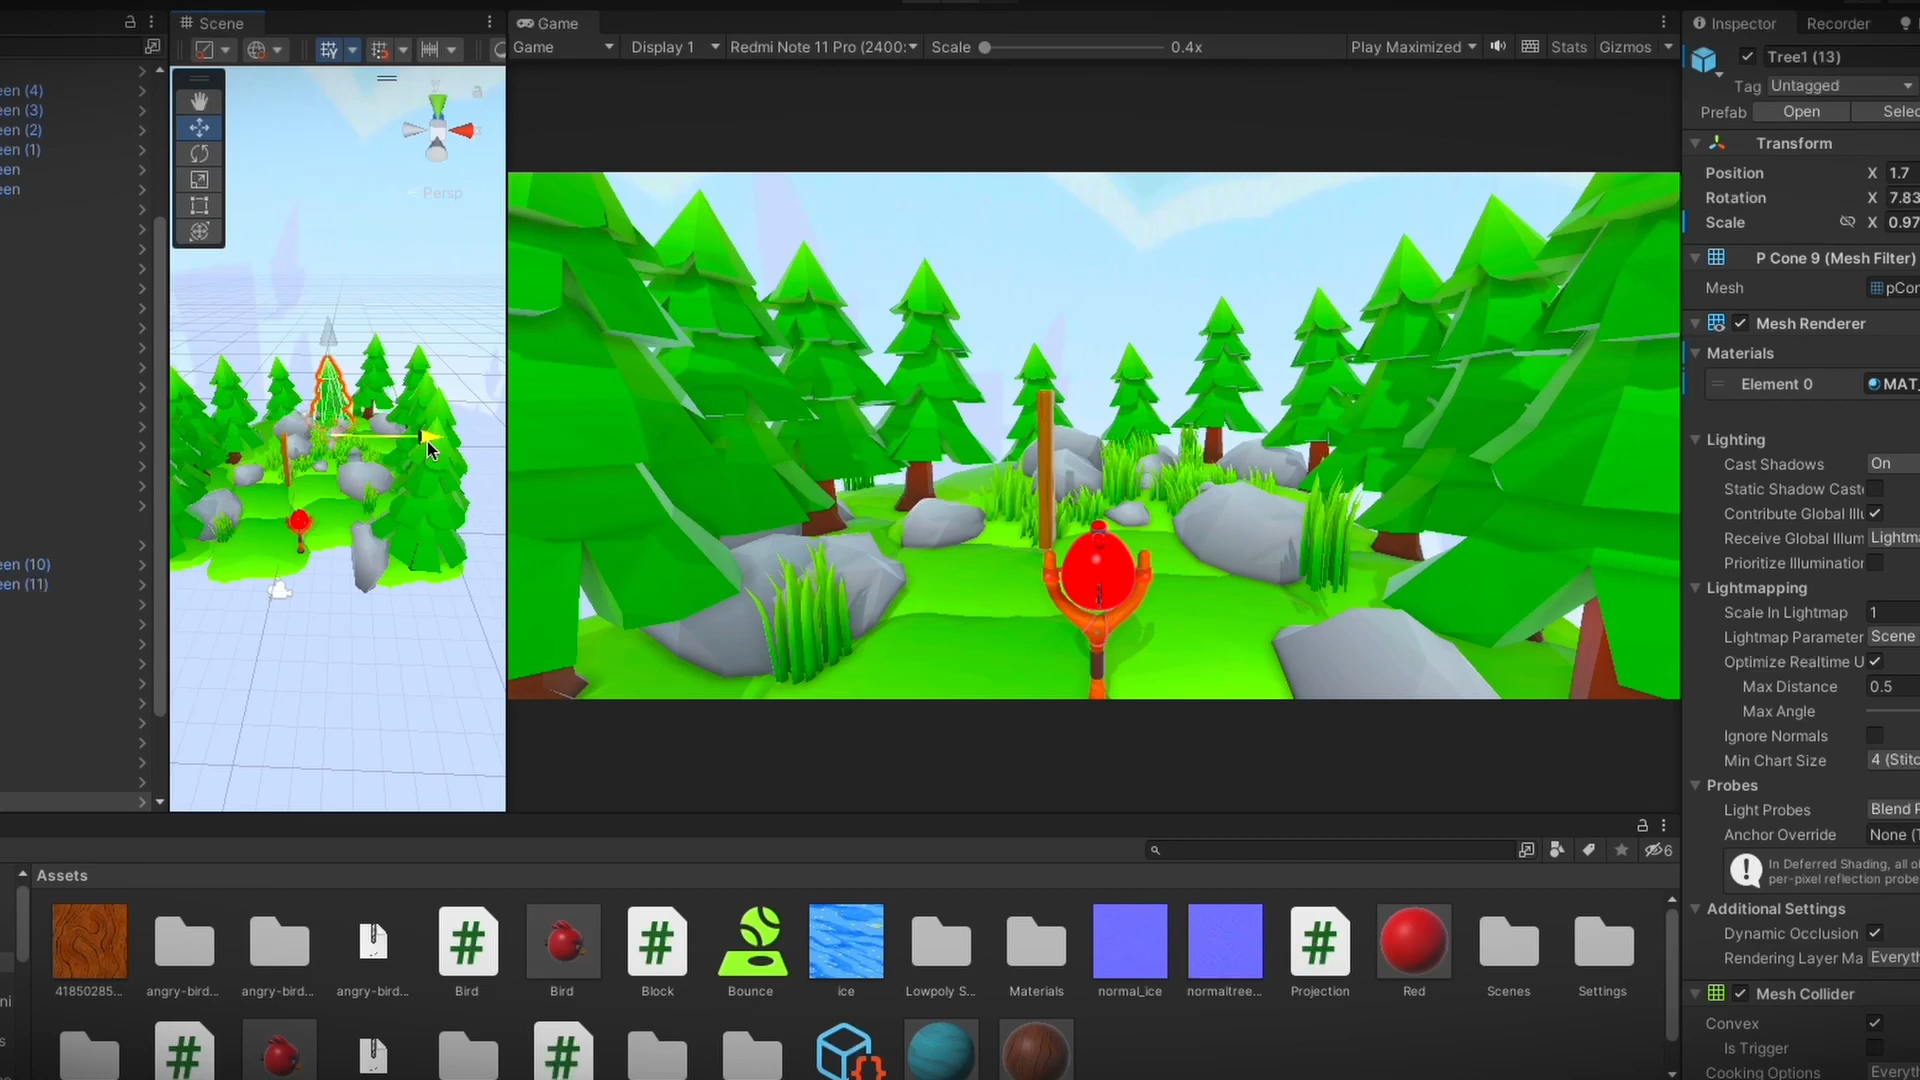 Scene
Game
Inspector
Recorder
Game
Display 1
Redmi Note 11 Pro (2400:
Scale
0.4x
Play Maximized
Stats
Gizmos
Tree1 (13)
Tag
Untagged
Prefab
Open
Selec
Transform
Position
X 1.7
Rotation
X 7.83
Scale
X 0.97
P Cone 9 (Mesh Filter)
Mesh
pCon
Mesh Renderer
Materials
Element 0
MAT_
Lighting
Cast Shadows
On
Static Shadow Cast
Contribute Global Illu
Receive Global Illum
Lightma
Prioritize Illumination
Lightmapping
Scale In Lightmap
1
Lightmap Parameter
Scene
Optimize Realtime U
Max Distance
0.5
Max Angle
Ignore Normals
Min Chart Size
4 (Stitc
Probes
Light Probes
Blend P
Anchor Override
None (T
In Deferred Shading, all o
per-pixel reflection probe
Additional Settings
Dynamic Occlusion
Rendering Layer Ma
Everyth
Mesh Collider
Convex
Is Trigger
Cooking Options
Everyth
een (4)
een (3)
een (2)
een (1)
een
een
een (10)
een (11)
Persp
6
Assets
41850285...
angry-bird...
angry-bird...
angry-bird...
Bird
Bird
Block
Bounce
ice
Lowpoly S...
Materials
normal_ice
normaltree...
Projection
Red
Scenes
Settings